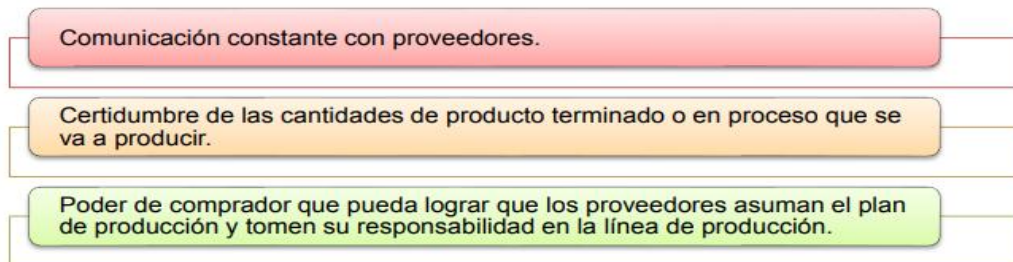 Comunicación constante con proveedores.
Certidumbre de las cantidades de producto terminado o en proceso que se
va a producir.
Poder de comprador que pueda lograr que los proveedores asuman el plan
de producción y tomen su responsabilidad en la línea de producción.